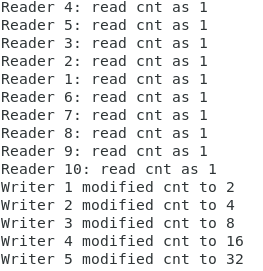 Reader 4: read cnt as 1
Reader 5: read cnt as 1
Reader 3: read cnt as 1
Reader 2: read cnt as 1
Reader 1: read cnt as 1
Reader 6: read cnt as 1
Reader 7: read cnt as 1
Reader 8: read cnt as 1
Reader 9: read cnt as 1
Reader 10: read cnt as 1
Writer 1 modified cnt to 2
Writer 2 modified cnt to 4
Writer 3 modified cnt to 8
Writer 4 modified cnt to 16
Writer 5 modified cnt to 32